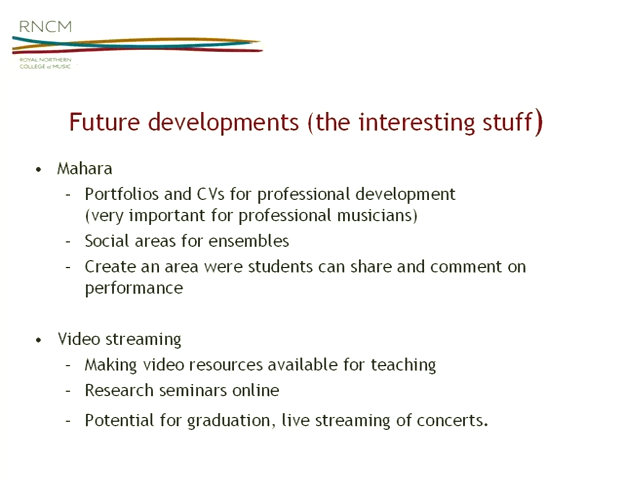 RNCM
ROYAL NORTHERN
COLLEGE of MUSIC
Future developments (the interesting stuff)
• Mahara
– Portfolios and CVs for professional development
(very important for professional musicians)
– Social areas for ensembles
– Create an area were students can share and comment on
performance
• Video streaming
– Making video resources available for teaching
– Research seminars online
– Potential for graduation, live streaming of concerts.